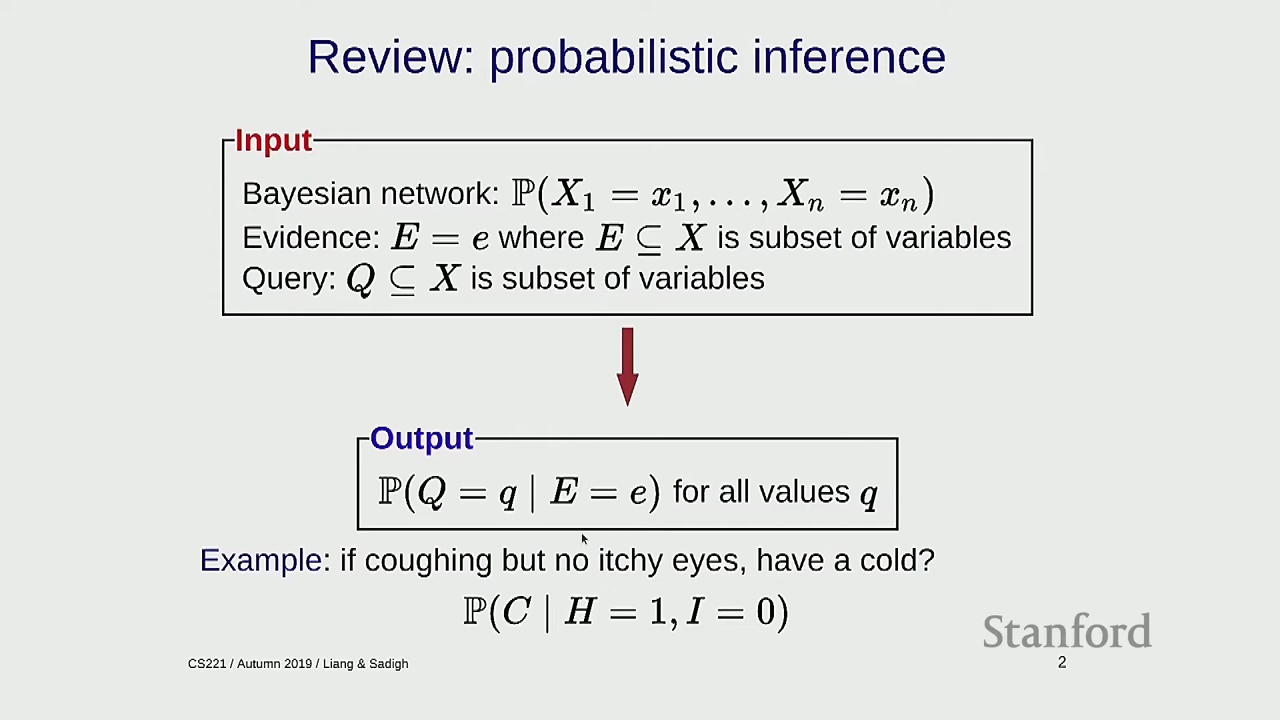 Review: probabilistic inference
Input
Bayesian network: ℙ(X₁ = x₁, . . . , Xₙ = xₙ)
Evidence: E = e where E ⊆ X is subset of variables
Query: Q ⊆ X is subset of variables
Output
ℙ(Q = q | E = e) for all values q
Example: if coughing but no itchy eyes, have a cold?
ℙ(C | H = 1, I = 0)
Stanford
CS221 / Autumn 2019 / Liang & Sadigh
2